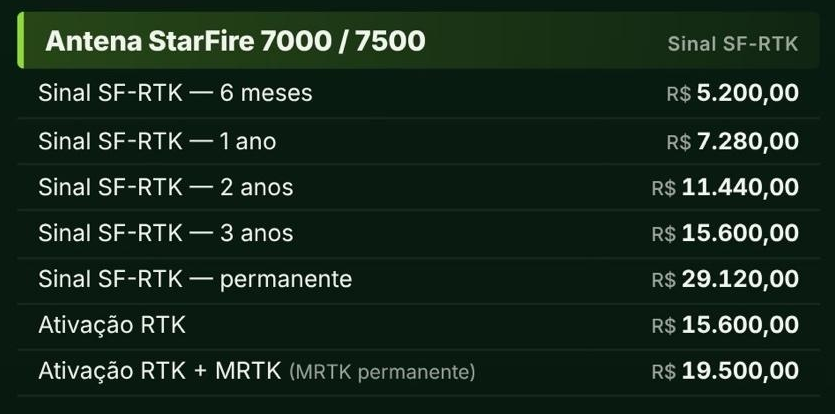 Antena StarFire 7000 / 7500 Sinal SF-RTK
Sinal SF-RTK — 6 meses R$ 5.200,00
Sinal SF-RTK — 1 ano R$ 7.280,00
Sinal SF-RTK — 2 anos R$ 11.440,00
Sinal SF-RTK — 3 anos R$ 15.600,00
Sinal SF-RTK — permanente R$ 29.120,00
Ativação RTK R$ 15.600,00
Ativação RTK + MRTK (MRTK permanente) R$ 19.500,00